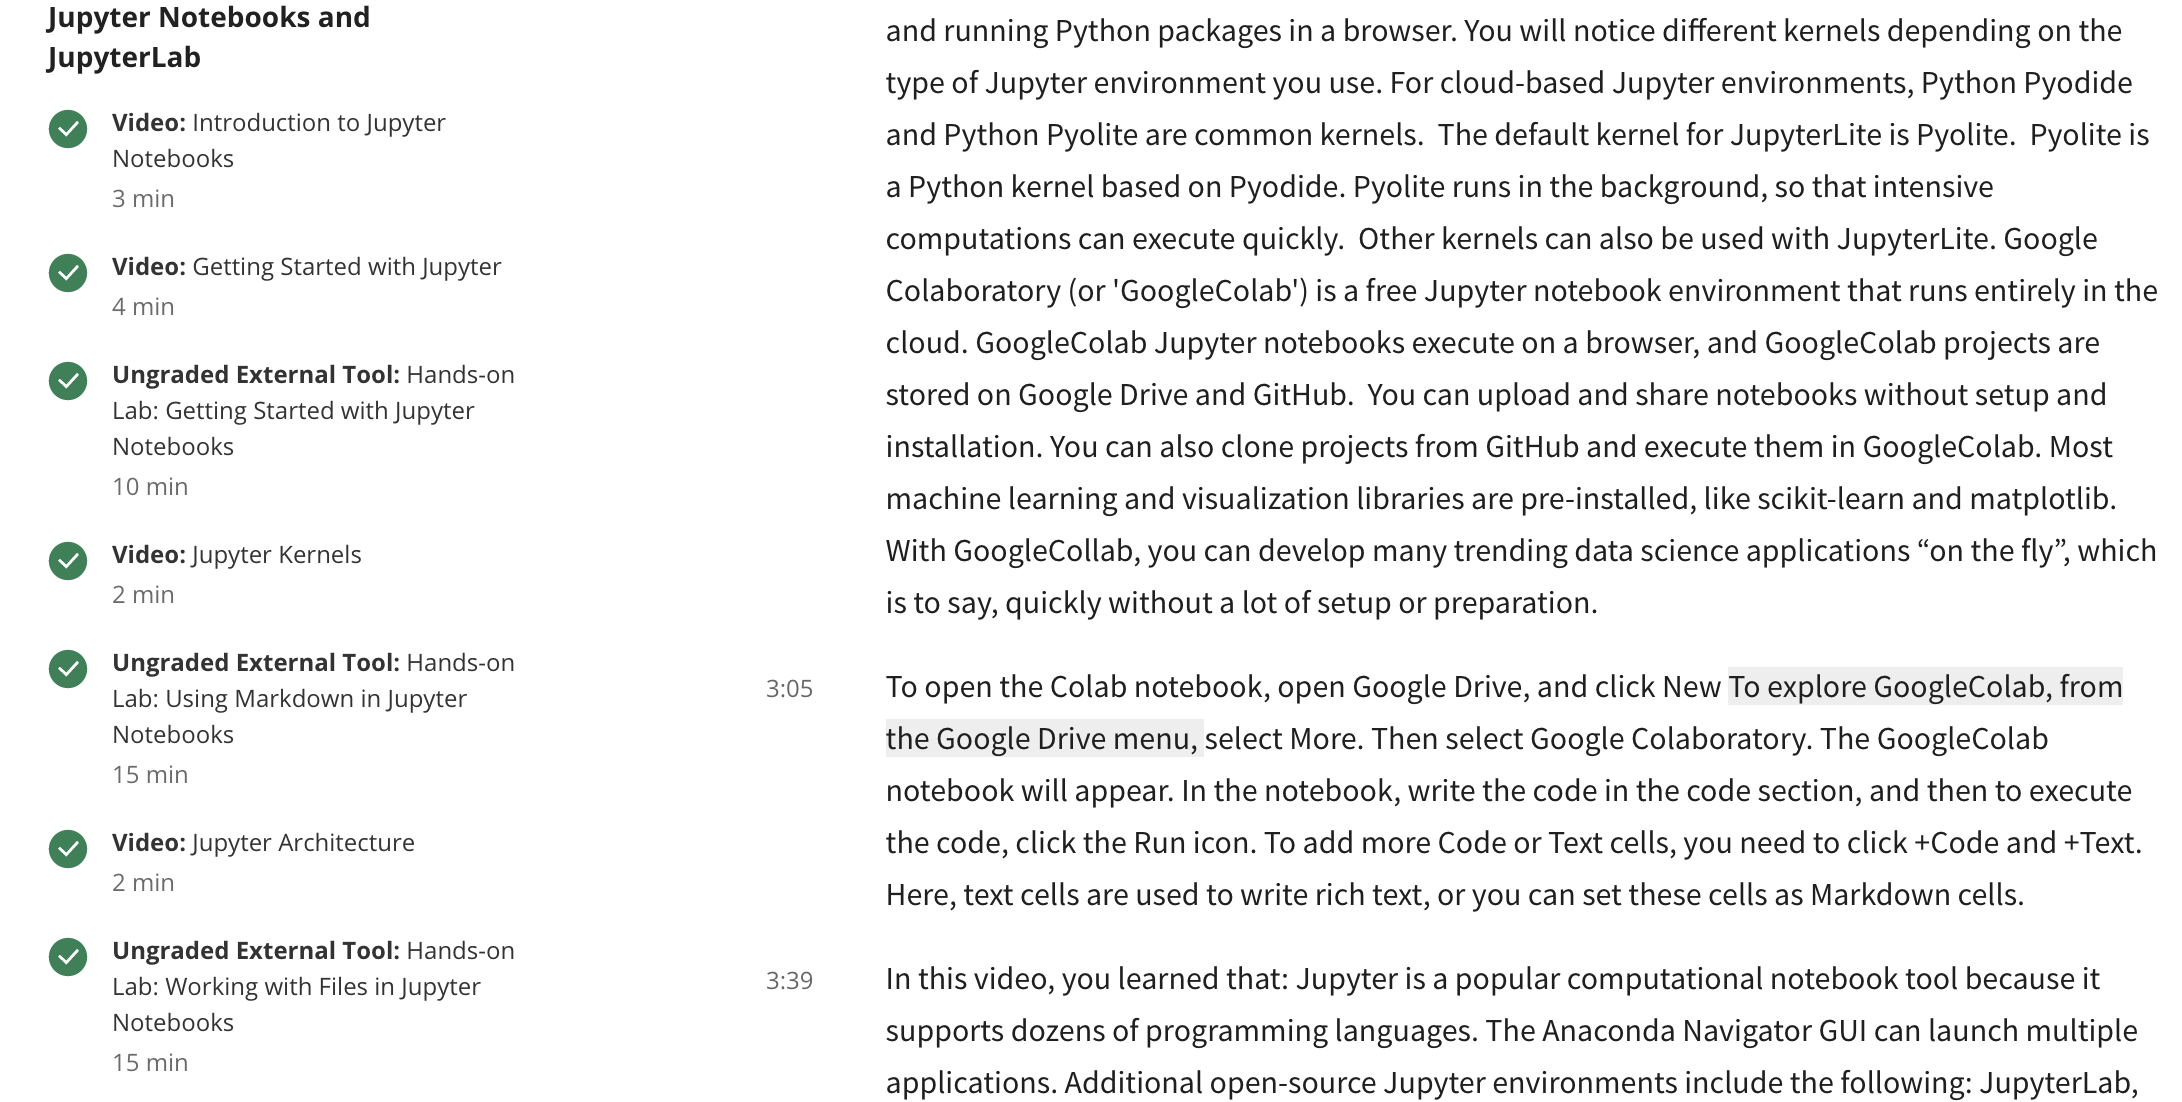 Jupyter Notebooks and
JupyterLab
Video: Introduction to Jupyter
Notebooks
3 min
Video: Getting Started with Jupyter
4 min
Ungraded External Tool: Hands-on
Lab: Getting Started with Jupyter
Notebooks
10 min
Video: Jupyter Kernels
2 min
Ungraded External Tool: Hands-on
Lab: Using Markdown in Jupyter
Notebooks
15 min
Video: Jupyter Architecture
2 min
Ungraded External Tool: Hands-on
Lab: Working with Files in Jupyter
Notebooks
15 min
and running Python packages in a browser. You will notice different kernels depending on the
type of Jupyter environment you use. For cloud-based Jupyter environments, Python Pyodide
and Python Pyolite are common kernels.  The default kernel for JupyterLite is Pyolite.  Pyolite is
a Python kernel based on Pyodide. Pyolite runs in the background, so that intensive
computations can execute quickly.  Other kernels can also be used with JupyterLite. Google
Colaboratory (or 'GoogleColab') is a free Jupyter notebook environment that runs entirely in the
cloud. GoogleColab Jupyter notebooks execute on a browser, and GoogleColab projects are
stored on Google Drive and GitHub.  You can upload and share notebooks without setup and
installation. You can also clone projects from GitHub and execute them in GoogleColab. Most
machine learning and visualization libraries are pre-installed, like scikit-learn and matplotlib.
With GoogleCollab, you can develop many trending data science applications “on the fly”, which
is to say, quickly without a lot of setup or preparation.
3:05
To open the Colab notebook, open Google Drive, and click New To explore GoogleColab, from
the Google Drive menu, select More. Then select Google Colaboratory. The GoogleColab
notebook will appear. In the notebook, write the code in the code section, and then to execute
the code, click the Run icon. To add more Code or Text cells, you need to click +Code and +Text.
Here, text cells are used to write rich text, or you can set these cells as Markdown cells.
3:39
In this video, you learned that: Jupyter is a popular computational notebook tool because it
supports dozens of programming languages. The Anaconda Navigator GUI can launch multiple
applications. Additional open-source Jupyter environments include the following: JupyterLab,